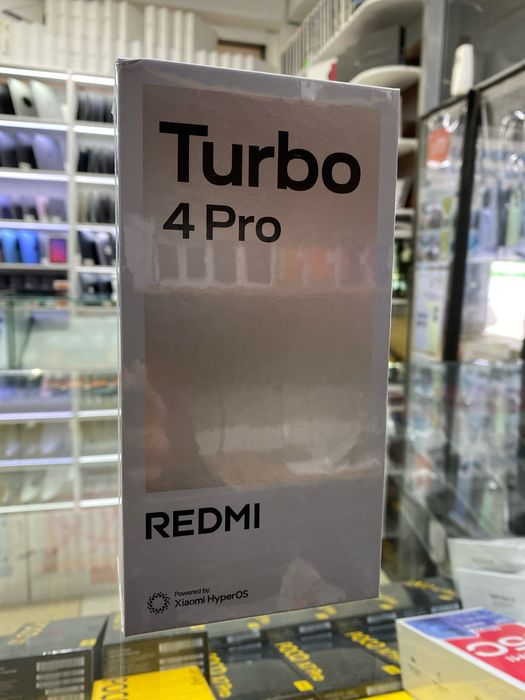 Turbo
4 Pro
REDMI
Powered by
Xiaomi HyperOS